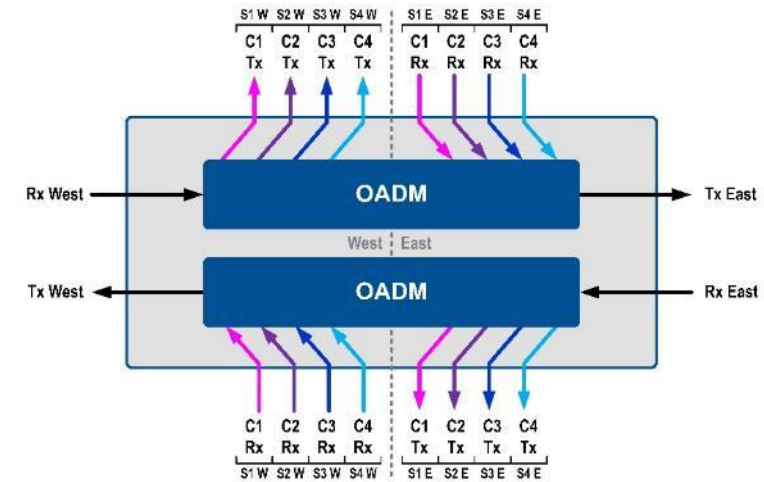 S1 W S2 W S3 W S4 W S1 E S2 E S3 E S4 E
C1 C2 C3 C4 C1 C2 C3 C4
Tx Tx Tx Tx Rx Rx Rx Rx
Rx West OADM Tx East
West East
Tx West OADM Rx East
C1 C2 C3 C4 C1 C2 C3 C4
Rx Rx Rx Rx Tx Tx Tx Tx
S1 W S2 W S3 W S4 W S1 E S2 E S3 E S4 E